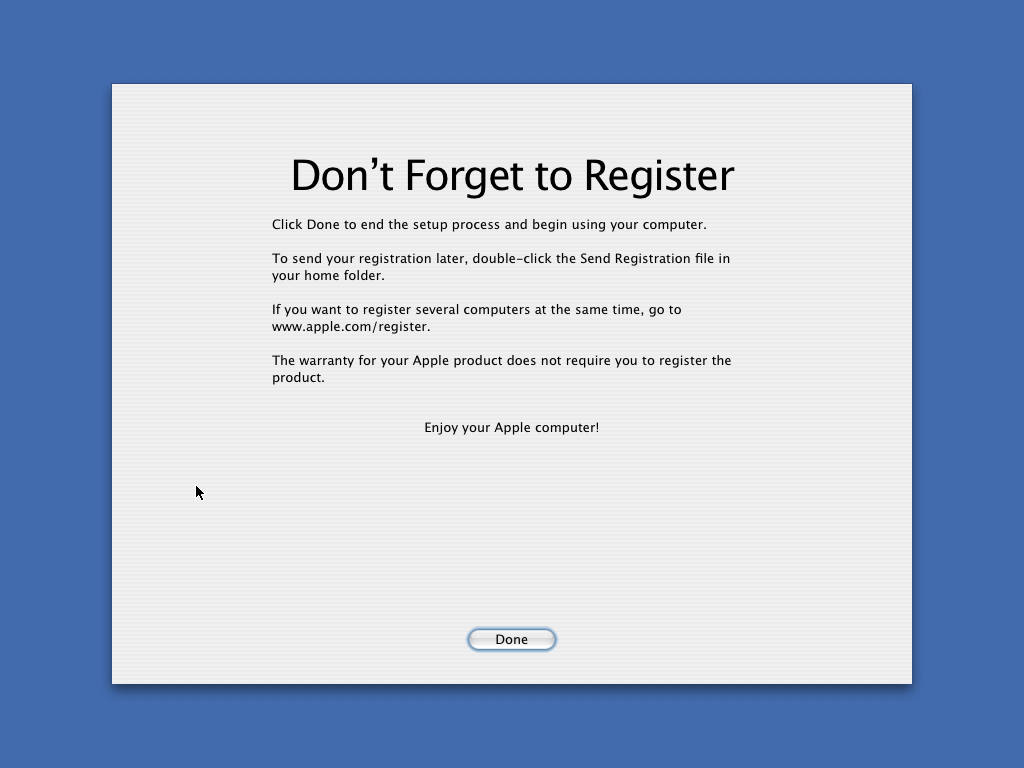 Don’t Forget to Register
Click Done to end the setup process and begin using your computer.
To send your registration later, double-click the Send Registration file in
your home folder.
If you want to register several computers at the same time, go to
www.apple.com/register.
The warranty for your Apple product does not require you to register the
product.
Enjoy your Apple computer!
Done